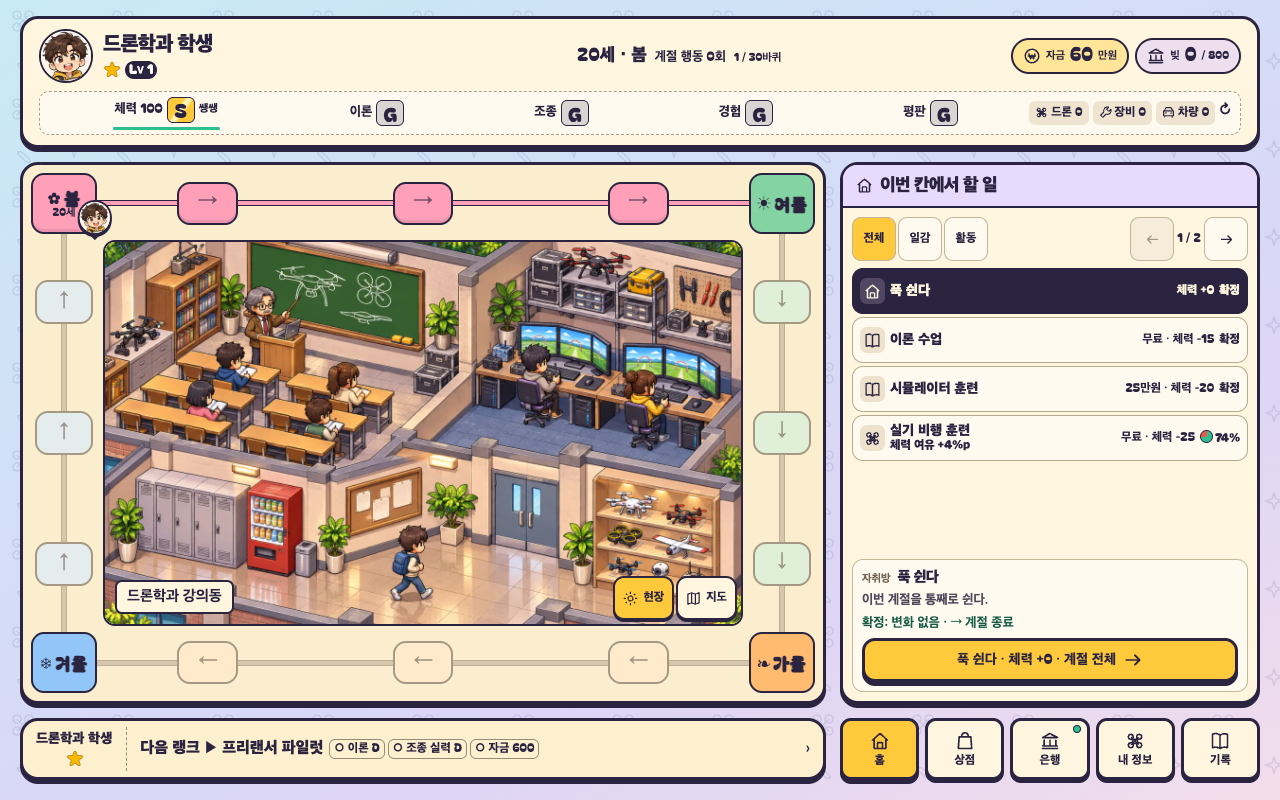 드론학과 학생
Lv 1
20세 · 봄 계절 행동 0회 1 / 30바퀴
자금 60 만원
빚 0 / 800
체력 100 S 쌩쌩
이론 G
조종 G
경험 G
평판 G
드론 0
장비 0
차량 0
봄
20세
→ → →
여름
↑ ↑ ↑
↓ ↓ ↓
드론학과 강의동
현장
지도
겨울
← ← ←
가을
이번 칸에서 할 일
전체 일감 활동
← 1 / 2 →
푹 쉰다 체력 +0 확정
이론 수업 무료 · 체력 -15 확정
시뮬레이터 훈련 25만원 · 체력 -20 확정
실기 비행 훈련 무료 · 체력 -25 74%
체력 여유 +4%p
자취방 푹 쉰다
이번 계절을 통째로 쉰다.
확정: 변화 없음 · → 계절 종료
푹 쉰다 · 체력 +0 · 계절 전체 →
드론학과 학생
다음 랭크 ▶ 프리랜서 파일럿 이론 D 조종 실력 D 자금 600 ›
홈
상점
은행
내 정보
기록